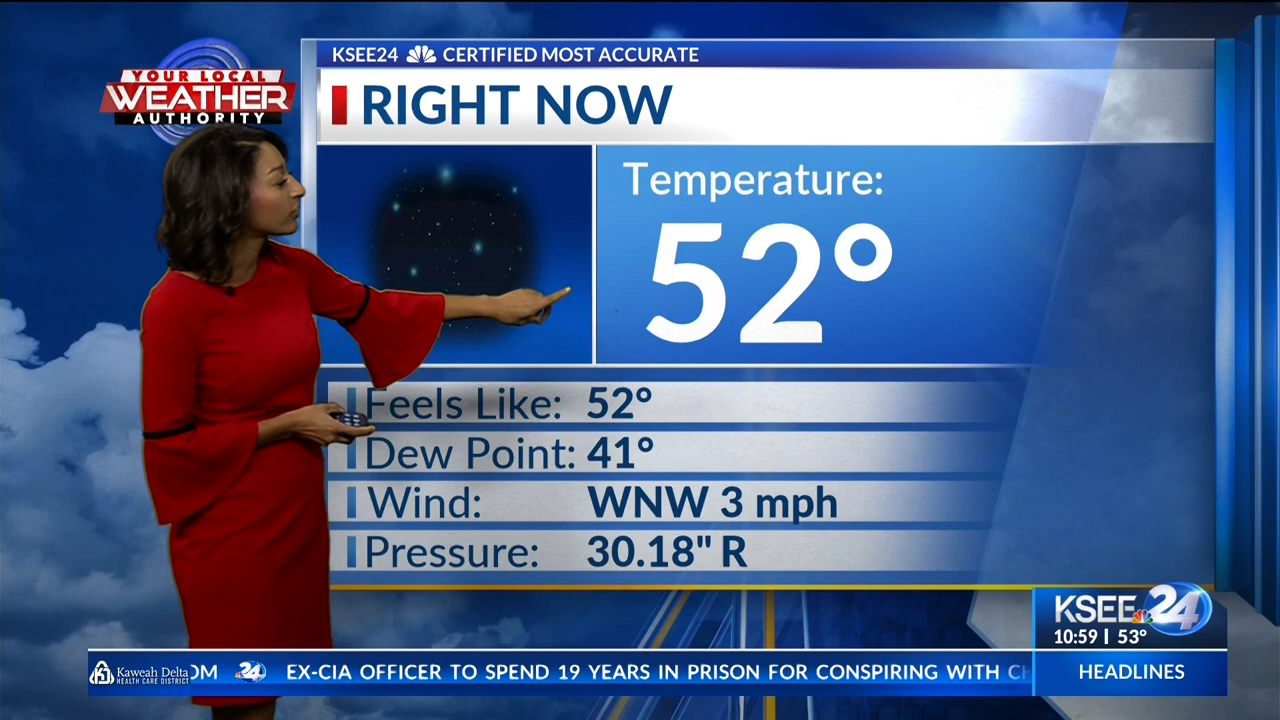 KSEE24 CERTIFIED MOST ACCURATE
YOUR LOCAL
WEATHER
AUTHORITY
RIGHT NOW
Temperature:
52°
Feels Like: 52°
Dew Point: 41°
Wind: WNW 3 mph
Pressure: 30.18" R
KSEE 24
10:59 | 53°
HEADLINES
Kaweah Delta
HEALTH CARE DISTRICT
OM 24 EX-CIA OFFICER TO SPEND 19 YEARS IN PRISON FOR CONSPIRING WITH